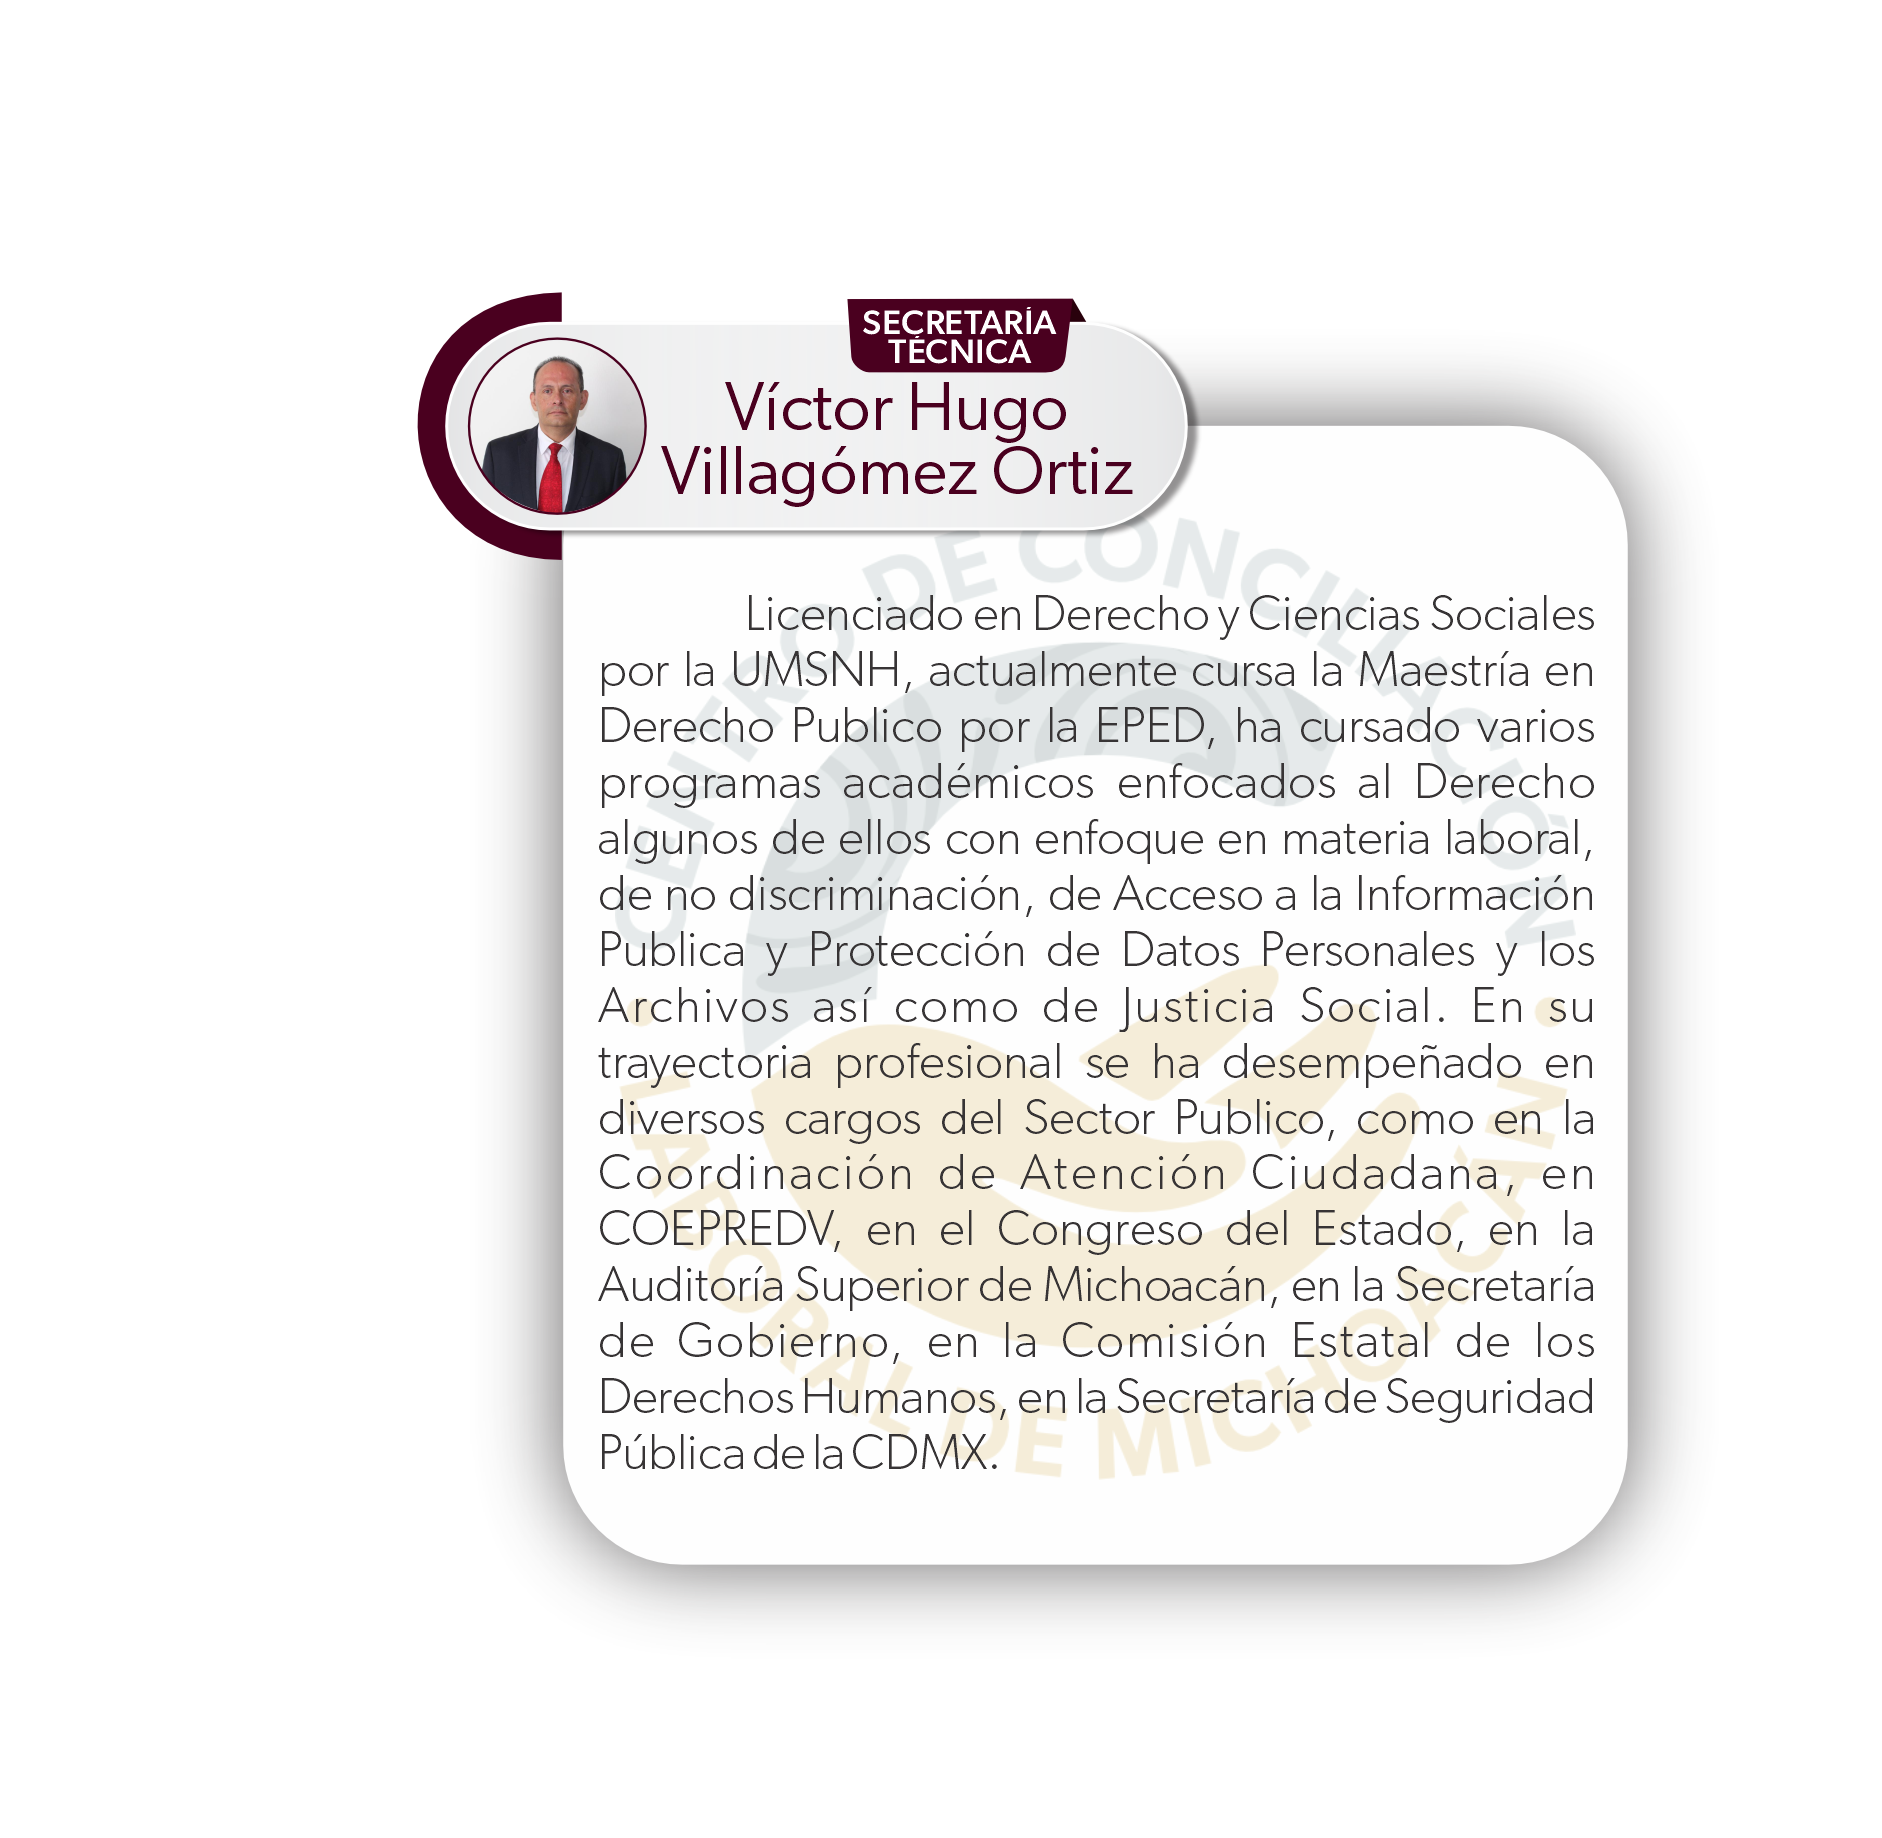 SECRETARÍA
TÉCNICA
Víctor Hugo
Villagómez Ortiz
CENTRO DE CONCILIACIÓN
Licenciado en Derecho y Ciencias Sociales
por la UMSNH, actualmente cursa la Maestría en
Derecho Publico por la EPED, ha cursado varios
programas académicos enfocados al Derecho
algunos de ellos con enfoque en materia laboral,
de no discriminación, de Acceso a la Información
Publica y Protección de Datos Personales y los
Archivos así como de Justicia Social. En su
trayectoria profesional se ha desempeñado en
diversos cargos del Sector Publico, como en la
Coordinación de Atención Ciudadana, en
COEPREDV, en el Congreso del Estado, en la
Auditoría Superior de Michoacán, en la Secretaría
de Gobierno, en la Comisión Estatal de los
Derechos Humanos, en la Secretaría de Seguridad
Pública de la CDMX.
LABORAL DE MICHOACÁN